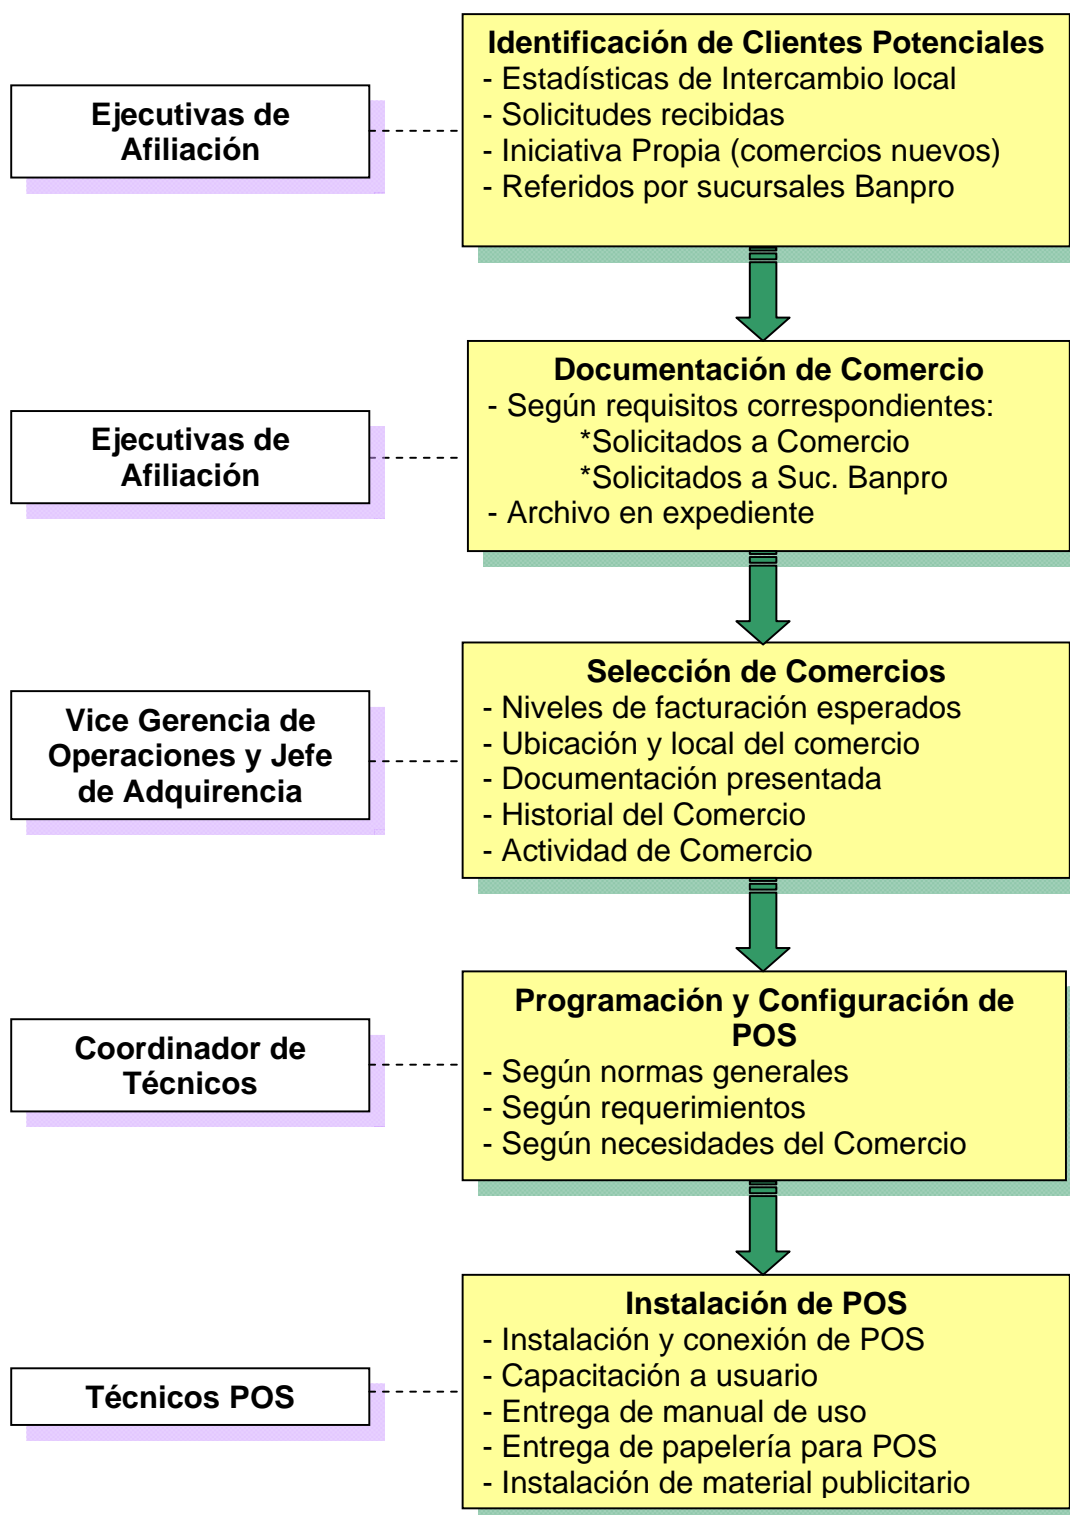 Identificación de Clientes Potenciales
- Estadísticas de Intercambio local
- Solicitudes recibidas
- Iniciativa Propia (comercios nuevos)
- Referidos por sucursales Banpro
Ejecutivas de
Afiliación
Documentación de Comercio
- Según requisitos correspondientes:
*Solicitados a Comercio
*Solicitados a Suc. Banpro
- Archivo en expediente
Ejecutivas de
Afiliación
Selección de Comercios
- Niveles de facturación esperados
- Ubicación y local del comercio
- Documentación presentada
- Historial del Comercio
- Actividad de Comercio
Vice Gerencia de
Operaciones y Jefe
de Adquirencia
Programación y Configuración de
POS
- Según normas generales
- Según requerimientos
- Según necesidades del Comercio
Coordinador de
Técnicos
Instalación de POS
- Instalación y conexión de POS
- Capacitación a usuario
- Entrega de manual de uso
- Entrega de papelería para POS
- Instalación de material publicitario
Técnicos POS